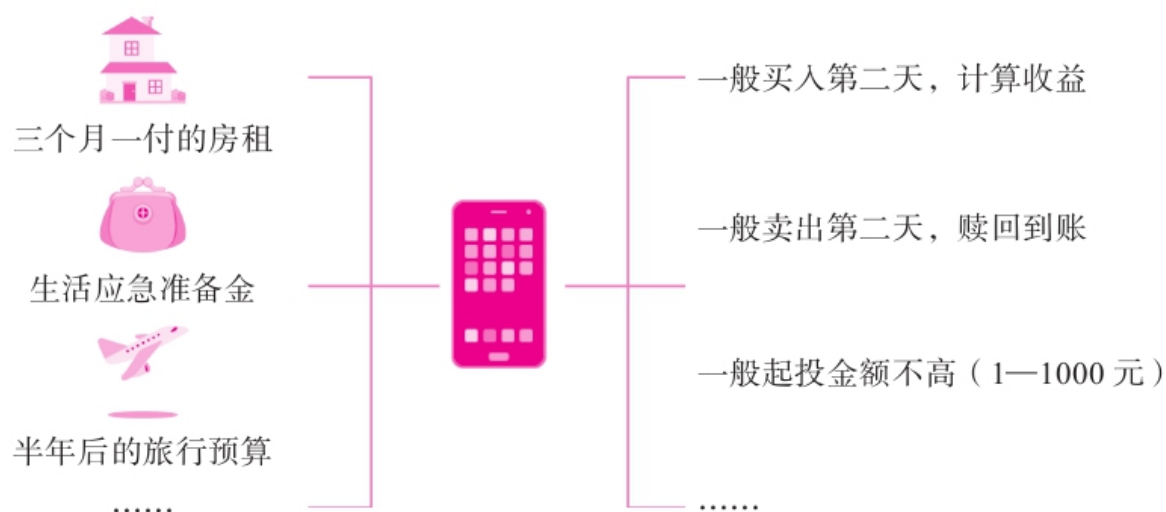 三个月一付的房租
生活应急准备金
半年后的旅行预算
……
一般买入第二天，计算收益
一般卖出第二天，赎回到账
一般起投金额不高（1—1000 元）
……